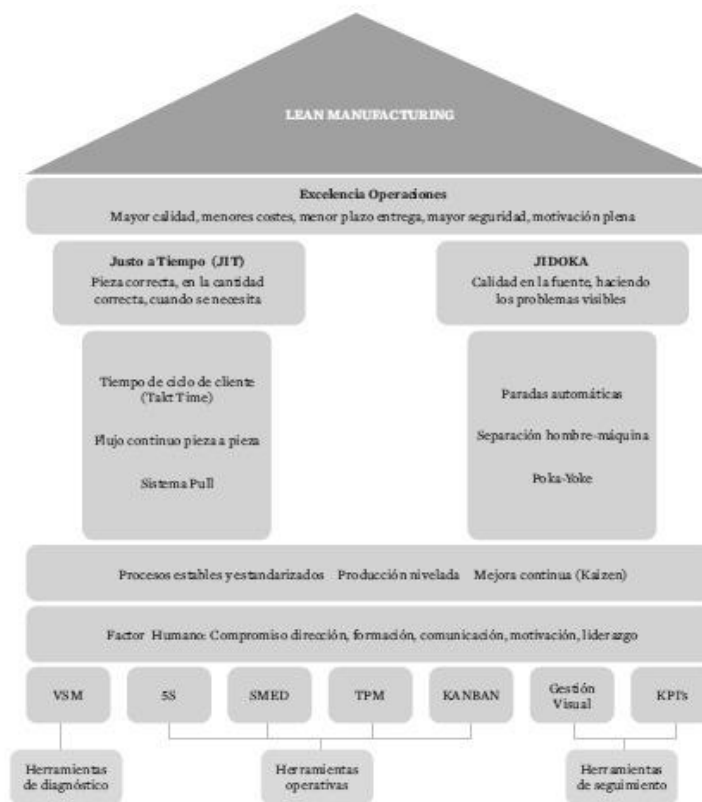 LEAN MANUFACTURING
Excelencia Operaciones
Mayor calidad, menores costes, menor plazo entrega, mayor seguridad, motivación plena
Justo a Tiempo (JIT)
Pieza correcta, en la cantidad
correcta, cuando se necesita
JIDOKA
Calidad en la fuente, haciendo
los problemas visibles
Tiempo de ciclo de cliente
(Takt Time)
Flujo continuo pieza a pieza
Sistema Pull
Paradas automáticas
Separación hombre-máquina
Poka-Yoke
Procesos estables y estandarizados Producción nivelada Mejora continua (Kaizen)
Factor Humano: Compromiso dirección, formación, comunicación, motivación, liderazgo
VSM
5S
SMED
TPM
KANBAN
Gestión
Visual
KPI's
Herramientas
de diagnóstico
Herramientas
operativas
Herramientas
de seguimiento